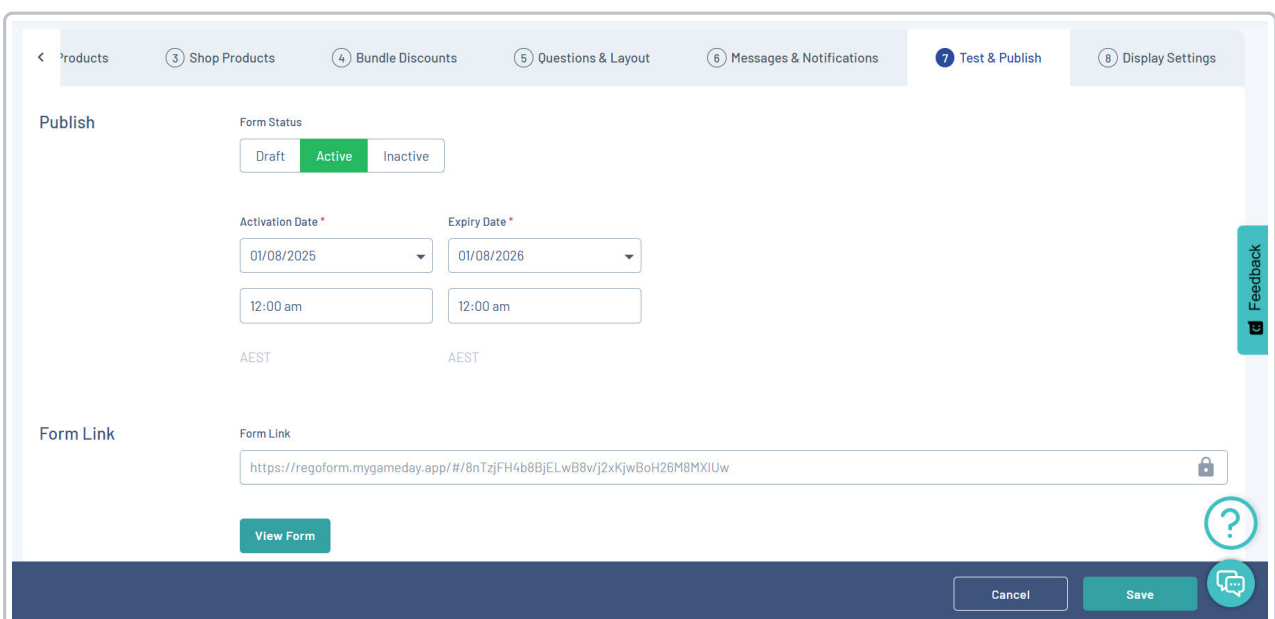 Products
3 Shop Products
4 Bundle Discounts
5 Questions & Layout
6 Messages & Notifications
7 Test & Publish
8 Display Settings
Publish
Form Status
Draft
Active
Inactive
Activation Date *
Expiry Date *
01/08/2025
01/08/2026
12:00 am
12:00 am
AEST
AEST
Feedback
Form Link
Form Link
https://regoform.mygameday.app/#/8nTzjFH4b8BjELwB8v/j2xKjwBoH26M8MXIUw
View Form
?
Cancel
Save